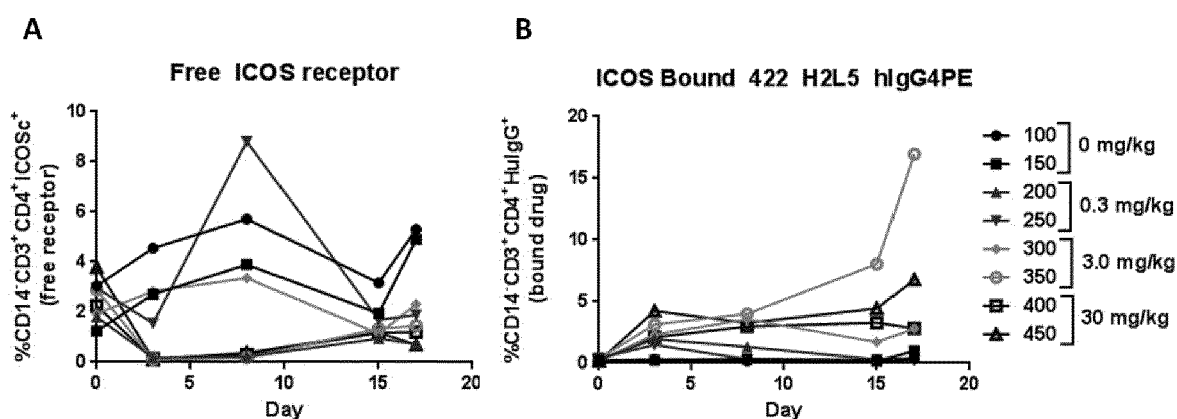 A
B
Free ICOS receptor
ICOS Bound 422 H2L5 hIgG4PE
%CD14⁻CD3⁺CD4⁺ICOSc⁺
(free receptor)
10
8
6
4
2
0
0
5
10
15
20
Day
%CD14⁻CD3⁺CD4⁺HuIgG⁺
(bound drug)
20
15
10
5
0
0
5
10
15
20
Day
100
150
0 mg/kg
200
250
0.3 mg/kg
300
350
3.0 mg/kg
400
450
30 mg/kg